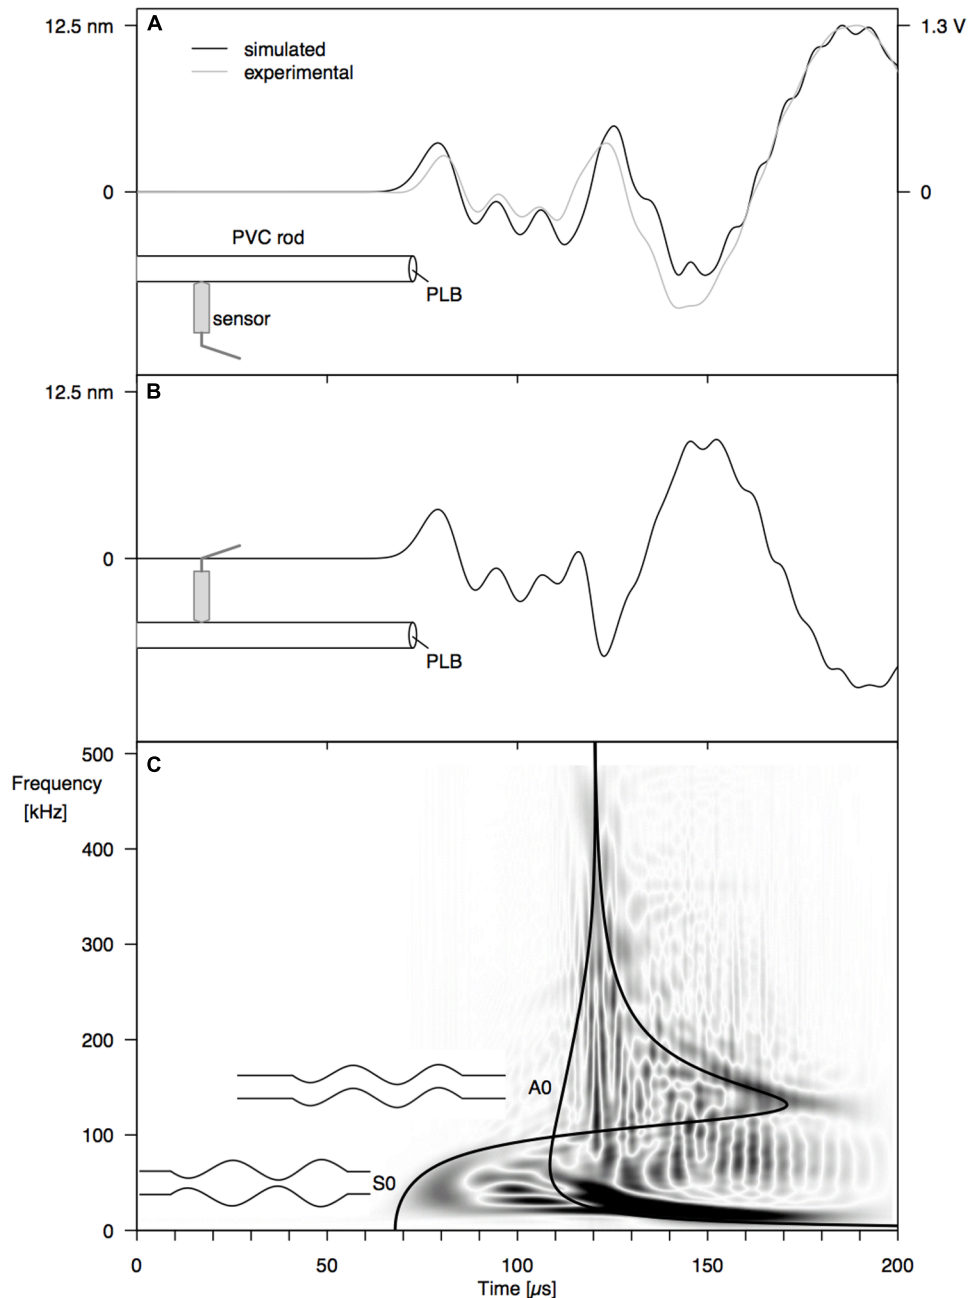 A
12.5 nm
1.3 V
simulated
experimental
0
0
PVC rod
PLB
sensor
B
12.5 nm
0
PLB
C
500
Frequency
[kHz]
400
300
200
A0
100
S0
0
0 50 100 150 200
Time [µs]